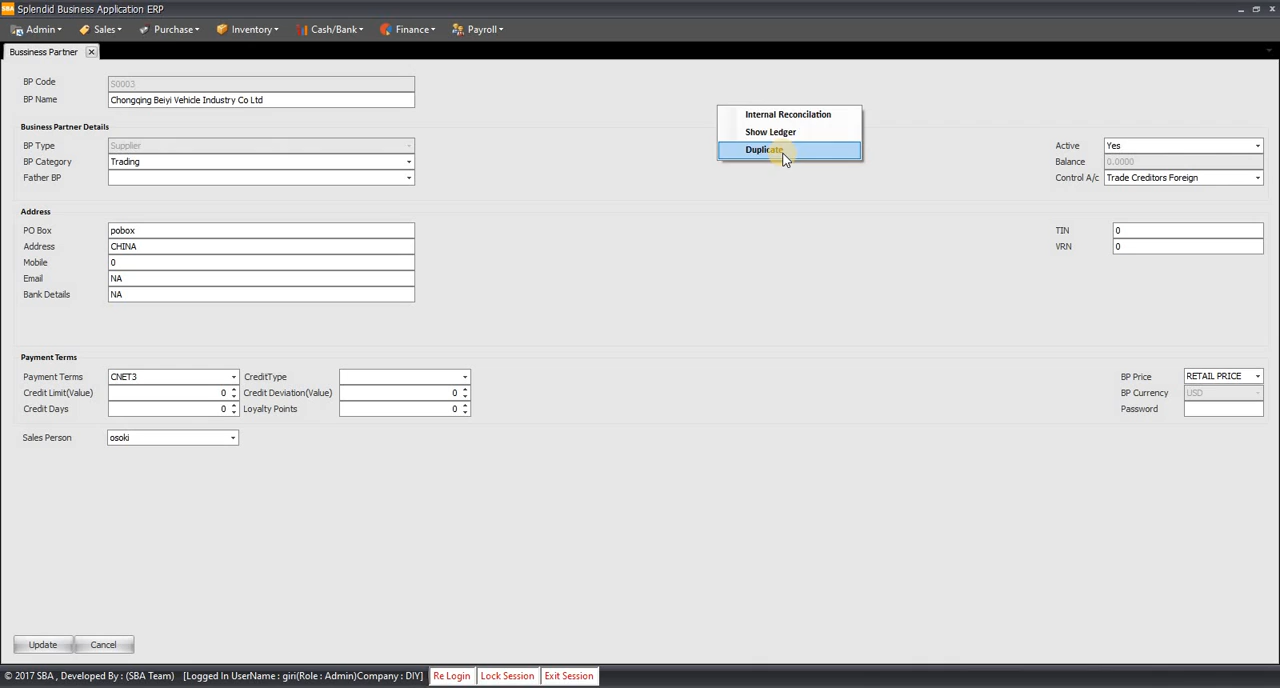 SBA Splendid Business Application ERP
Admin Sales Purchase Inventory Cash/Bank Finance Payroll
Bussiness Partner
BP Code S0003
BP Name Chongqing Beiyi Vehicle Industry Co Ltd
Internal Reconcilation
Show Ledger
Duplicate
Business Partner Details
BP Type Supplier Active Yes
BP Category Trading Balance 0.0000
Father BP Control A/c Trade Creditors Foreign
Address
PO Box pobox TIN 0
Address CHINA VRN 0
Mobile 0
Email NA
Bank Details NA
Payment Terms
Payment Terms CNET3 CreditType BP Price RETAIL PRICE
Credit Limit(Value) 0 Credit Deviation(Value) 0 BP Currency USD
Credit Days 0 Loyalty Points 0 Password
Sales Person osoki
Update Cancel
© 2017 SBA , Developed By : (SBA Team) [Logged In UserName : giri(Role : Admin)Company : DIY] Re Login Lock Session Exit Session